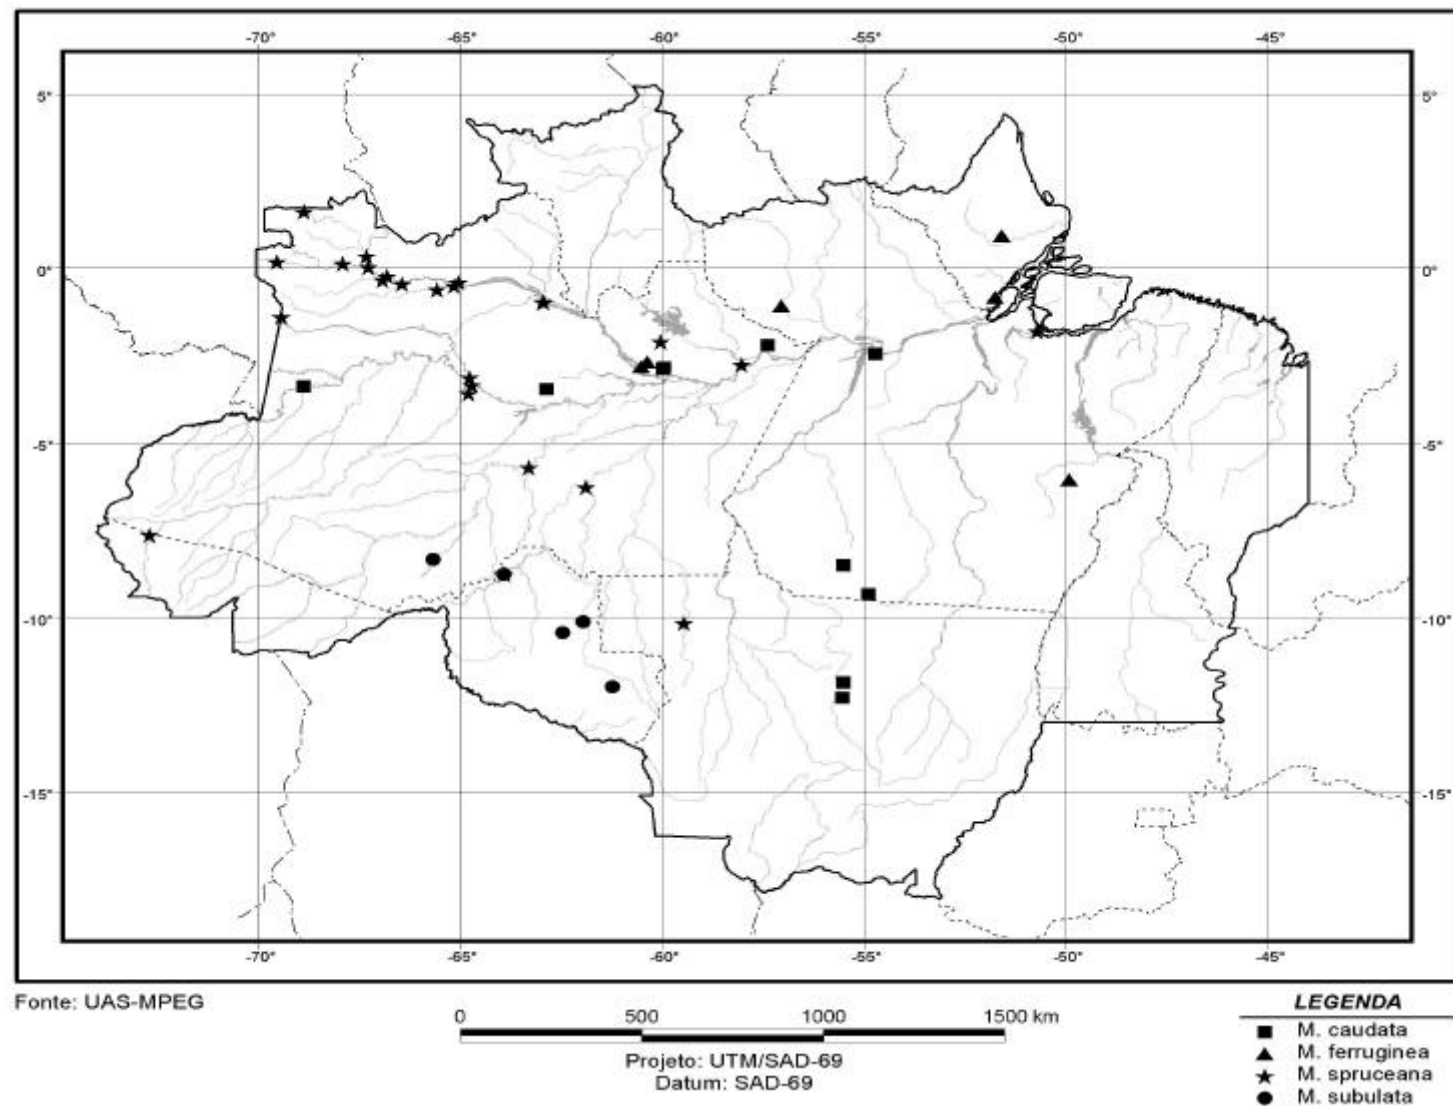 -70° -65° -60° -55° -50° -45°
5° 5°
0° 0°
-5° -5°
-10° -10°
-15° -15°
-70° -65° -60° -55° -50° -45°
Fonte: UAS-MPEG
0 500 1000 1500 km
Projeto: UTM/SAD-69
Datum: SAD-69
LEGENDA
M. caudata
M. ferruginea
M. spruceana
M. subulata